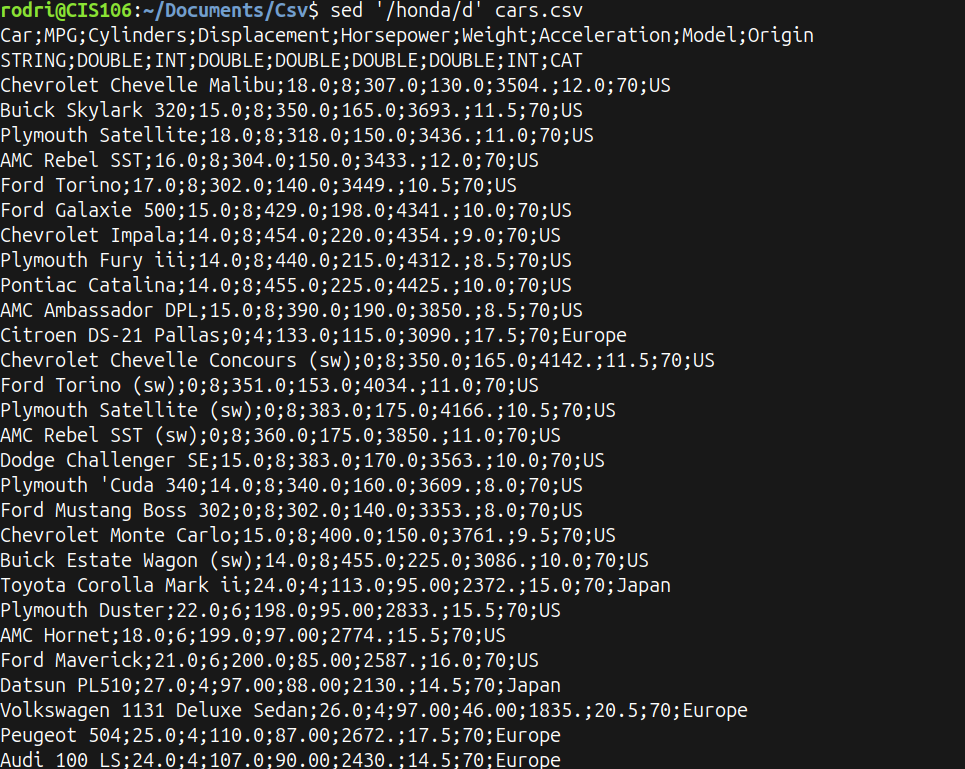 rodri@CIS106:~/Documents/Csv$ sed '/honda/d' cars.csv
Car;MPG;Cylinders;Displacement;Horsepower;Weight;Acceleration;Model;Origin
STRING;DOUBLE;INT;DOUBLE;DOUBLE;DOUBLE;DOUBLE;INT;CAT
Chevrolet Chevelle Malibu;18.0;8;307.0;130.0;3504.;12.0;70;US
Buick Skylark 320;15.0;8;350.0;165.0;3693.;11.5;70;US
Plymouth Satellite;18.0;8;318.0;150.0;3436.;11.0;70;US
AMC Rebel SST;16.0;8;304.0;150.0;3433.;12.0;70;US
Ford Torino;17.0;8;302.0;140.0;3449.;10.5;70;US
Ford Galaxie 500;15.0;8;429.0;198.0;4341.;10.0;70;US
Chevrolet Impala;14.0;8;454.0;220.0;4354.;9.0;70;US
Plymouth Fury iii;14.0;8;440.0;215.0;4312.;8.5;70;US
Pontiac Catalina;14.0;8;455.0;225.0;4425.;10.0;70;US
AMC Ambassador DPL;15.0;8;390.0;190.0;3850.;8.5;70;US
Citroen DS-21 Pallas;0;4;133.0;115.0;3090.;17.5;70;Europe
Chevrolet Chevelle Concours (sw);0;8;350.0;165.0;4142.;11.5;70;US
Ford Torino (sw);0;8;351.0;153.0;4034.;11.0;70;US
Plymouth Satellite (sw);0;8;383.0;175.0;4166.;10.5;70;US
AMC Rebel SST (sw);0;8;360.0;175.0;3850.;11.0;70;US
Dodge Challenger SE;15.0;8;383.0;170.0;3563.;10.0;70;US
Plymouth 'Cuda 340;14.0;8;340.0;160.0;3609.;8.0;70;US
Ford Mustang Boss 302;0;8;302.0;140.0;3353.;8.0;70;US
Chevrolet Monte Carlo;15.0;8;400.0;150.0;3761.;9.5;70;US
Buick Estate Wagon (sw);14.0;8;455.0;225.0;3086.;10.0;70;US
Toyota Corolla Mark ii;24.0;4;113.0;95.00;2372.;15.0;70;Japan
Plymouth Duster;22.0;6;198.0;95.00;2833.;15.5;70;US
AMC Hornet;18.0;6;199.0;97.00;2774.;15.5;70;US
Ford Maverick;21.0;6;200.0;85.00;2587.;16.0;70;US
Datsun PL510;27.0;4;97.00;88.00;2130.;14.5;70;Japan
Volkswagen 1131 Deluxe Sedan;26.0;4;97.00;46.00;1835.;20.5;70;Europe
Peugeot 504;25.0;4;110.0;87.00;2672.;17.5;70;Europe
Audi 100 LS;24.0;4;107.0;90.00;2430.;14.5;70;Europe